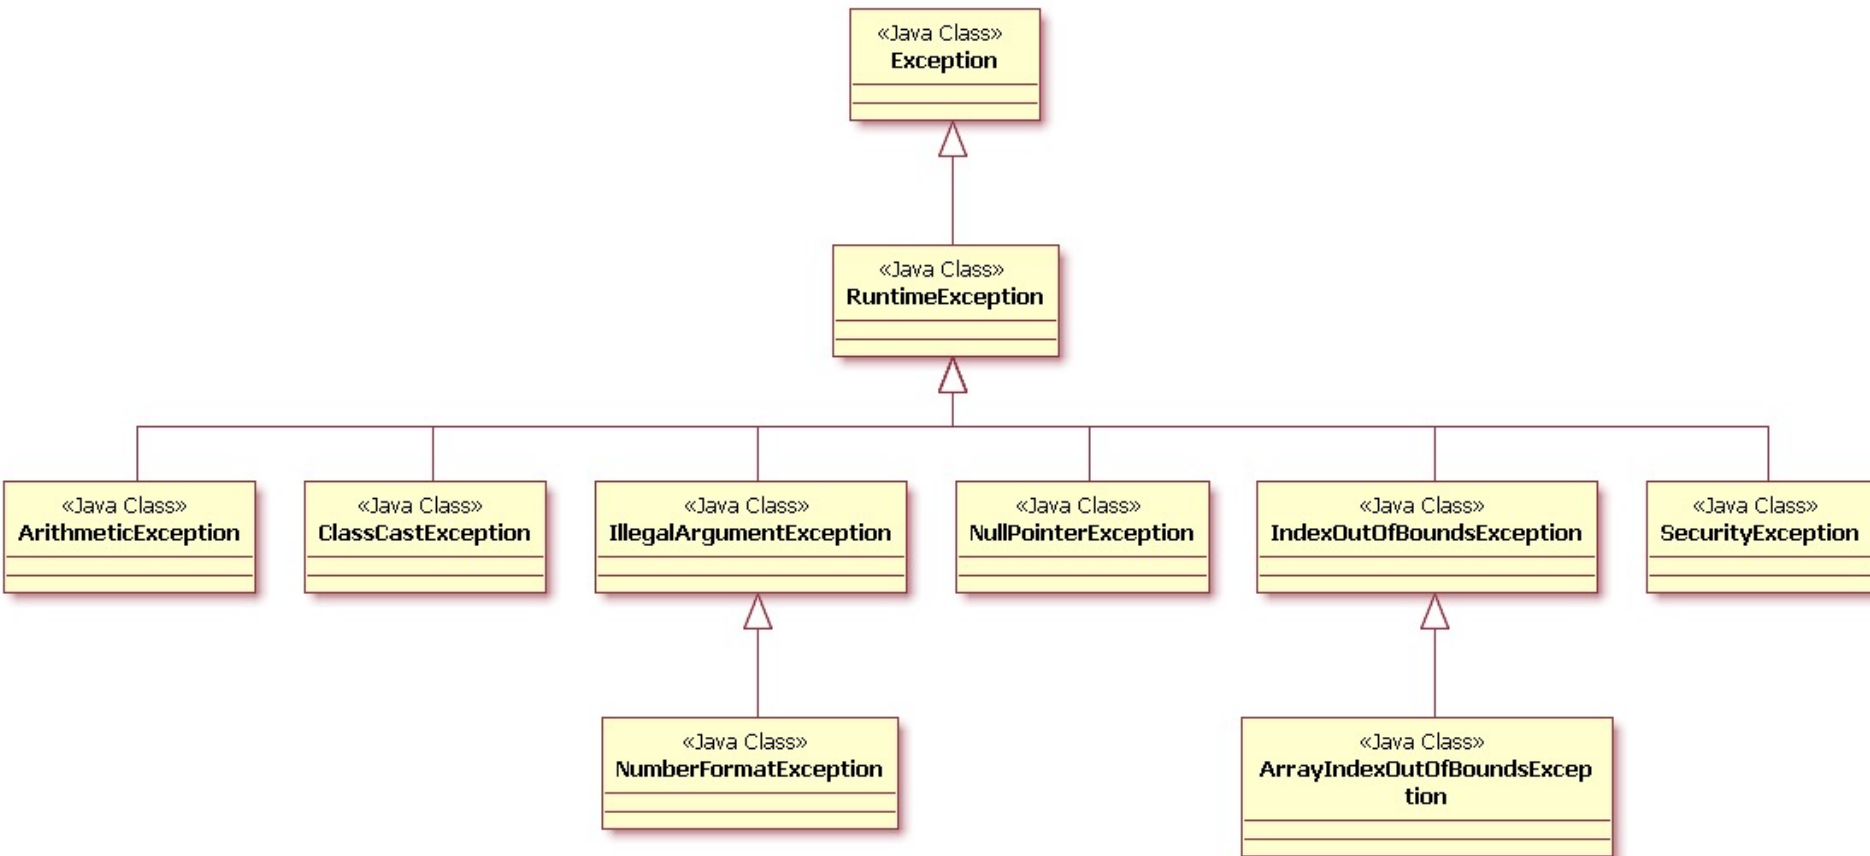 «Java Class»
Exception
«Java Class»
RuntimeException
«Java Class»
ArithmeticException
«Java Class»
ClassCastException
«Java Class»
IllegalArgumentException
«Java Class»
NullPointerException
«Java Class»
IndexOutOfBoundsException
«Java Class»
SecurityException
«Java Class»
NumberFormatException
«Java Class»
ArrayIndexOutOfBoundsExcep
tion